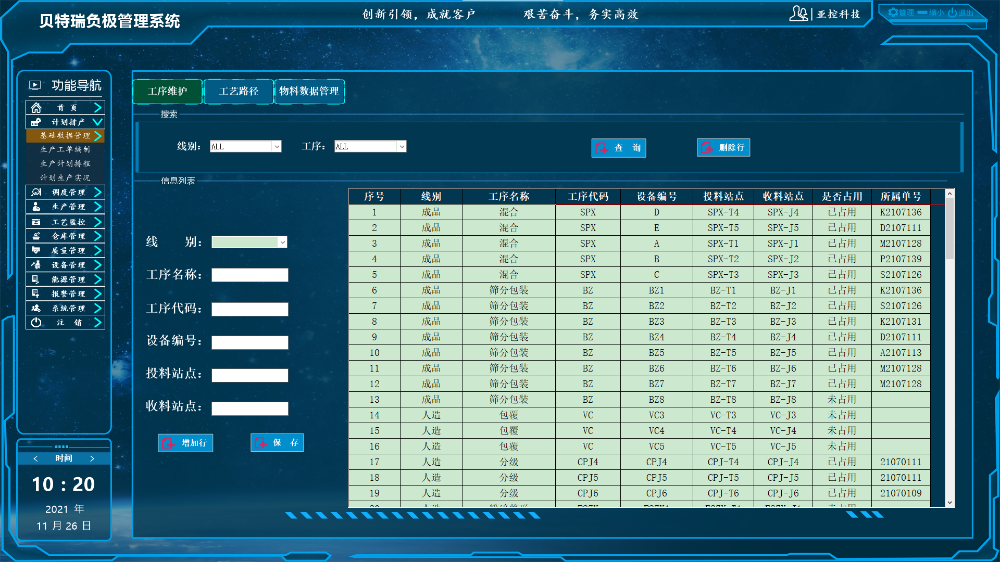 贝特瑞负极管理系统
创新引领，成就客户 艰苦奋斗，务实高效
亚控科技
管理 缩小 退出
功能导航
首 页
计划排产
基础数据管理
生产工单编制
生产计划排程
计划生产实况
调度管理
生产管理
工艺监控
仓库管理
质量管理
设备管理
能源管理
报警管理
系统管理
注 销
时间
10 : 20
2021 年
11 月 26 日
工序维护 工艺路径 物料数据管理
搜索
线别： ALL 工序： ALL 查 询 删除行
信息列表
线 别：
工序名称：
工序代码：
设备编号：
投料站点：
收料站点：
增加行 保 存
序号 线别 工序名称 工序代码 设备编号 投料站点 收料站点 是否占用 所属单号
1 成品 混合 SPX D SPX-T4 SPX-J4 已占用 K2107136
2 成品 混合 SPX E SPX-T5 SPX-J5 已占用 D2107111
3 成品 混合 SPX A SPX-T1 SPX-J1 已占用 M2107128
4 成品 混合 SPX B SPX-T2 SPX-J2 已占用 P2107139
5 成品 混合 SPX C SPX-T3 SPX-J3 已占用 S2107126
6 成品 筛分包装 BZ BZ1 BZ-T1 BZ-J1 已占用 K2107136
7 成品 筛分包装 BZ BZ2 BZ-T2 BZ-J2 已占用 S2107126
8 成品 筛分包装 BZ BZ3 BZ-T3 BZ-J3 已占用 K2107131
9 成品 筛分包装 BZ BZ4 BZ-T4 BZ-J4 已占用 D2107111
10 成品 筛分包装 BZ BZ5 BZ-T5 BZ-J5 已占用 A2107113
11 成品 筛分包装 BZ BZ6 BZ-T6 BZ-J6 已占用 M2107128
12 成品 筛分包装 BZ BZ7 BZ-T7 BZ-J7 已占用 M2107128
13 成品 筛分包装 BZ BZ8 BZ-T8 BZ-J8 未占用
14 人造 包覆 VC VC3 VC-T3 VC-J3 未占用
15 人造 包覆 VC VC4 VC-T4 VC-J4 未占用
16 人造 包覆 VC VC5 VC-T5 VC-J5 未占用
17 人造 分级 CPJ4 CPJ4 CPJ-T4 CPJ-J4 已占用 21070111
18 人造 分级 CPJ5 CPJ5 CPJ-T5 CPJ-J5 已占用 21070111
19 人造 分级 CPJ6 CPJ6 CPJ-T6 CPJ-J6 已占用 21070109